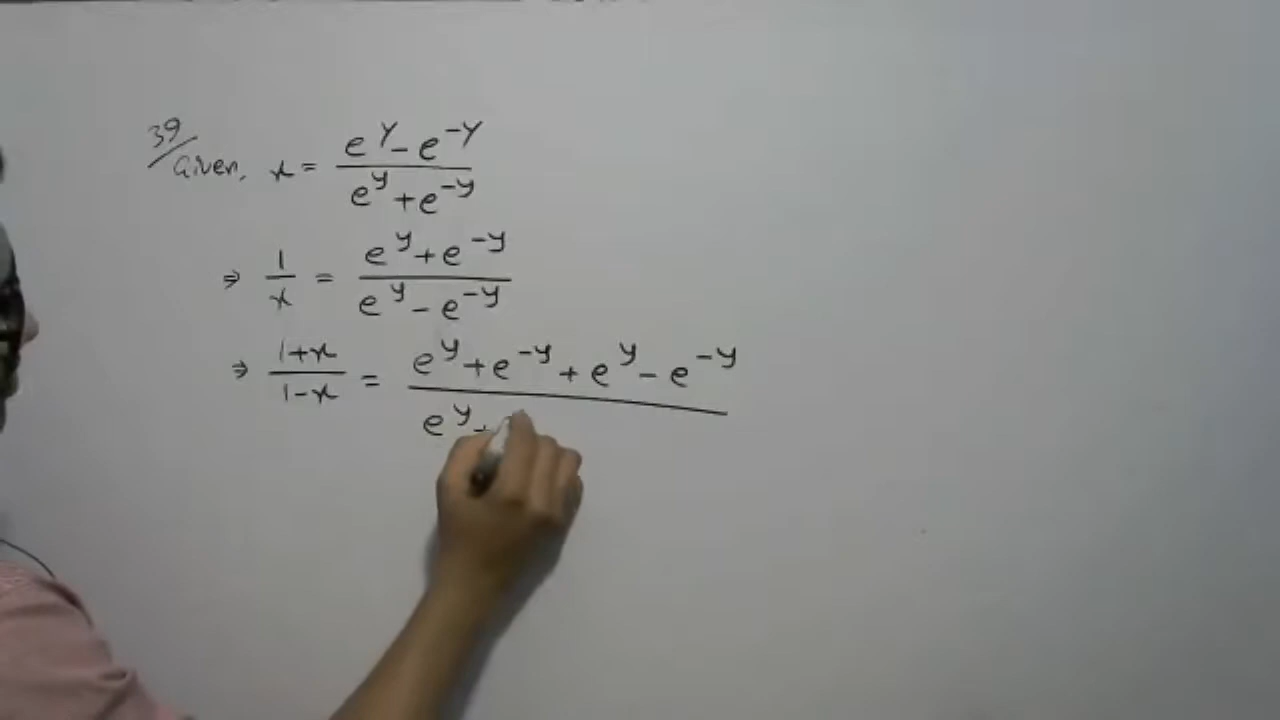 39/ Given, x = (e^y - e^-y)/(e^y + e^-y)
⇒ 1/x = (e^y + e^-y)/(e^y - e^-y)
⇒ (1+x)/(1-x) = (e^y + e^-y + e^y - e^-y)/(e^y +